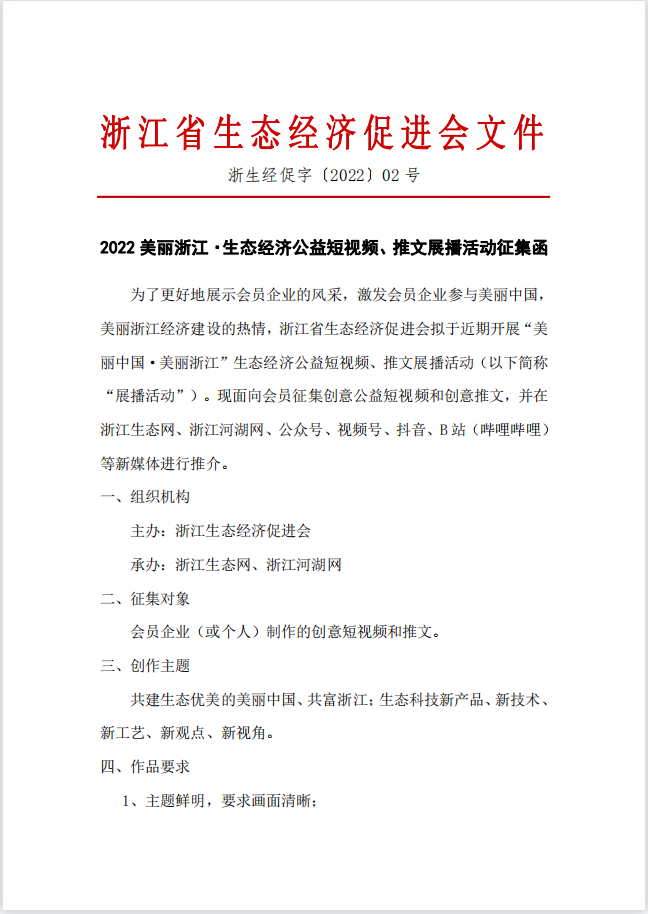 浙江省生态经济促进会文件
浙生经促字〔2022〕02 号
2022 美丽浙江·生态经济公益短视频、推文展播活动征集函
为了更好地展示会员企业的风采，激发会员企业参与美丽中国，
美丽浙江经济建设的热情，浙江省生态经济促进会拟于近期开展“美
丽中国·美丽浙江”生态经济公益短视频、推文展播活动（以下简称
“展播活动”）。现面向会员征集创意公益短视频和创意推文，并在
浙江生态网、浙江河湖网、公众号、视频号、抖音、B 站（哔哩哔哩）
等新媒体进行推介。
一、组织机构
主办：浙江生态经济促进会
承办：浙江生态网、浙江河湖网
二、征集对象
会员企业（或个人）制作的创意短视频和推文。
三、创作主题
共建生态优美的美丽中国、共富浙江；生态科技新产品、新技术、
新工艺、新观点、新视角。
四、作品要求
1、主题鲜明，要求画面清晰；